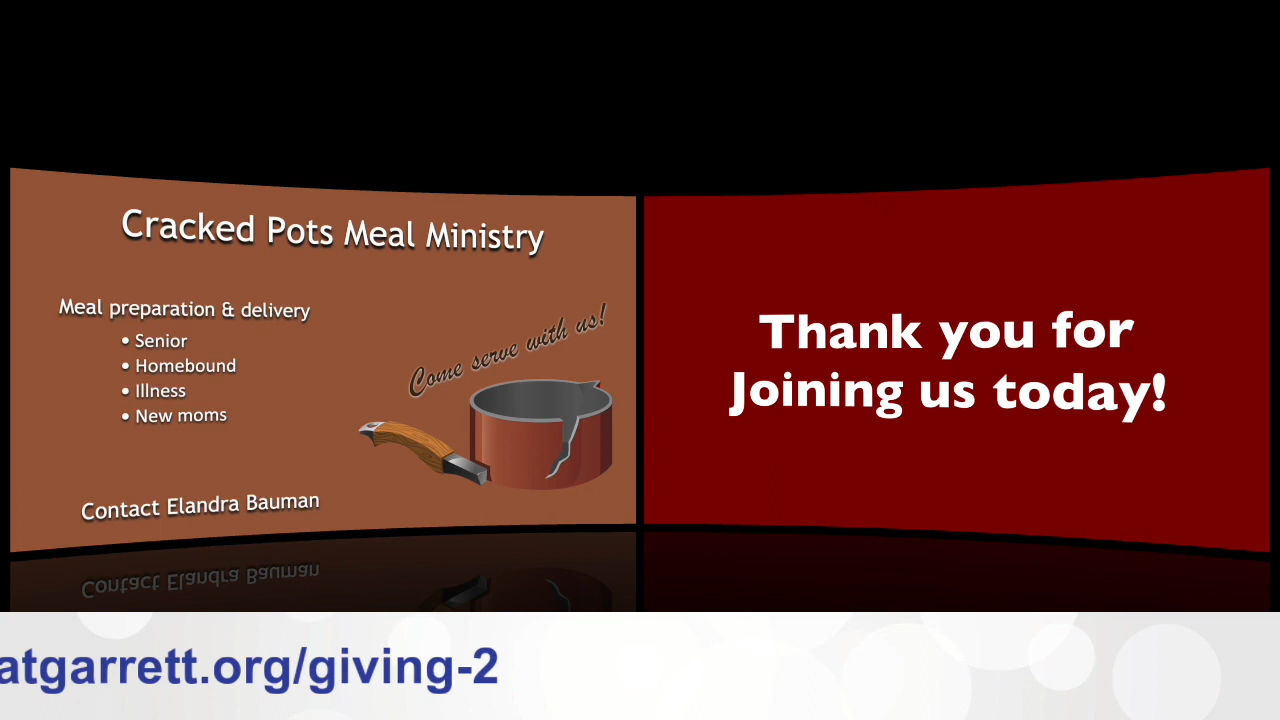 Cracked Pots Meal Ministry
Meal preparation & delivery
• Senior
• Homebound
• Illness
• New moms
Come serve with us!
Contact Elandra Bauman
Thank you for
Joining us today!
atgarrett.org/giving-2